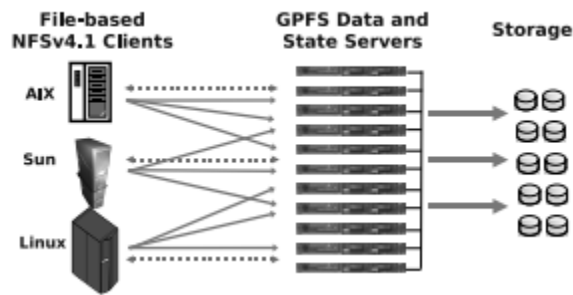 File-based
NFSv4.1 Clients
GPFS Data and
State Servers
Storage
AIX
Sun
Linux